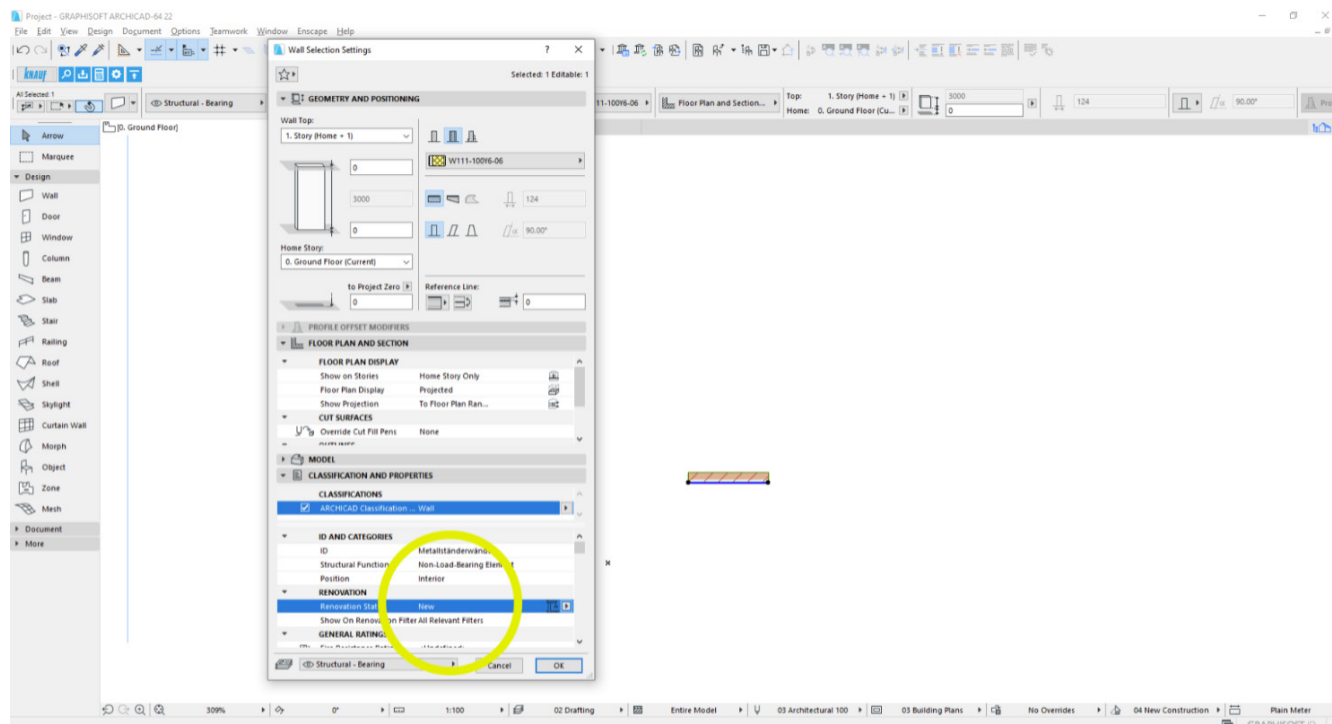 Project - GRAPHISOFT ARCHICAD-64 22
File Edit View Design Document Options Teamwork Window Enscape Help
KNAUF
All Selected: 1
Structural - Bearing
11-100Y6-06
Floor Plan and Section...
Top: 1. Story (Home + 1)
Home: 0. Ground Floor (Cu...
3000
0
124
90.00°
[0. Ground Floor]
Arrow
Marquee
Design
Wall
Door
Window
Column
Beam
Slab
Stair
Railing
Roof
Shell
Skylight
Curtain Wall
Morph
Object
Zone
Mesh
Document
More
Wall Selection Settings ? ×
Selected: 1 Editable: 1
GEOMETRY AND POSITIONING
Wall Top:
1. Story (Home + 1)
W111-100Y6-06
0
3000
124
0
90.00°
Home Story:
0. Ground Floor (Current)
to Project Zero
Reference Line:
0
0
PROFILE OFFSET MODIFIERS
FLOOR PLAN AND SECTION
FLOOR PLAN DISPLAY
Show on Stories Home Story Only
Floor Plan Display Projected
Show Projection To Floor Plan Ran...
CUT SURFACES
Override Cut Fill Pens None
MODEL
CLASSIFICATION AND PROPERTIES
CLASSIFICATIONS
ARCHICAD Classification ... Wall
ID AND CATEGORIES
ID Metallständerwänd
Structural Function Non-Load-Bearing Element
Position Interior
RENOVATION
Renovation Stat New
Show On Renovation Filter All Relevant Filters
GENERAL RATINGS
Structural - Bearing
Cancel
OK
309%
0°
1:100
02 Drafting
Entire Model
03 Architectural 100
03 Building Plans
No Overrides
04 New Construction
Plain Meter